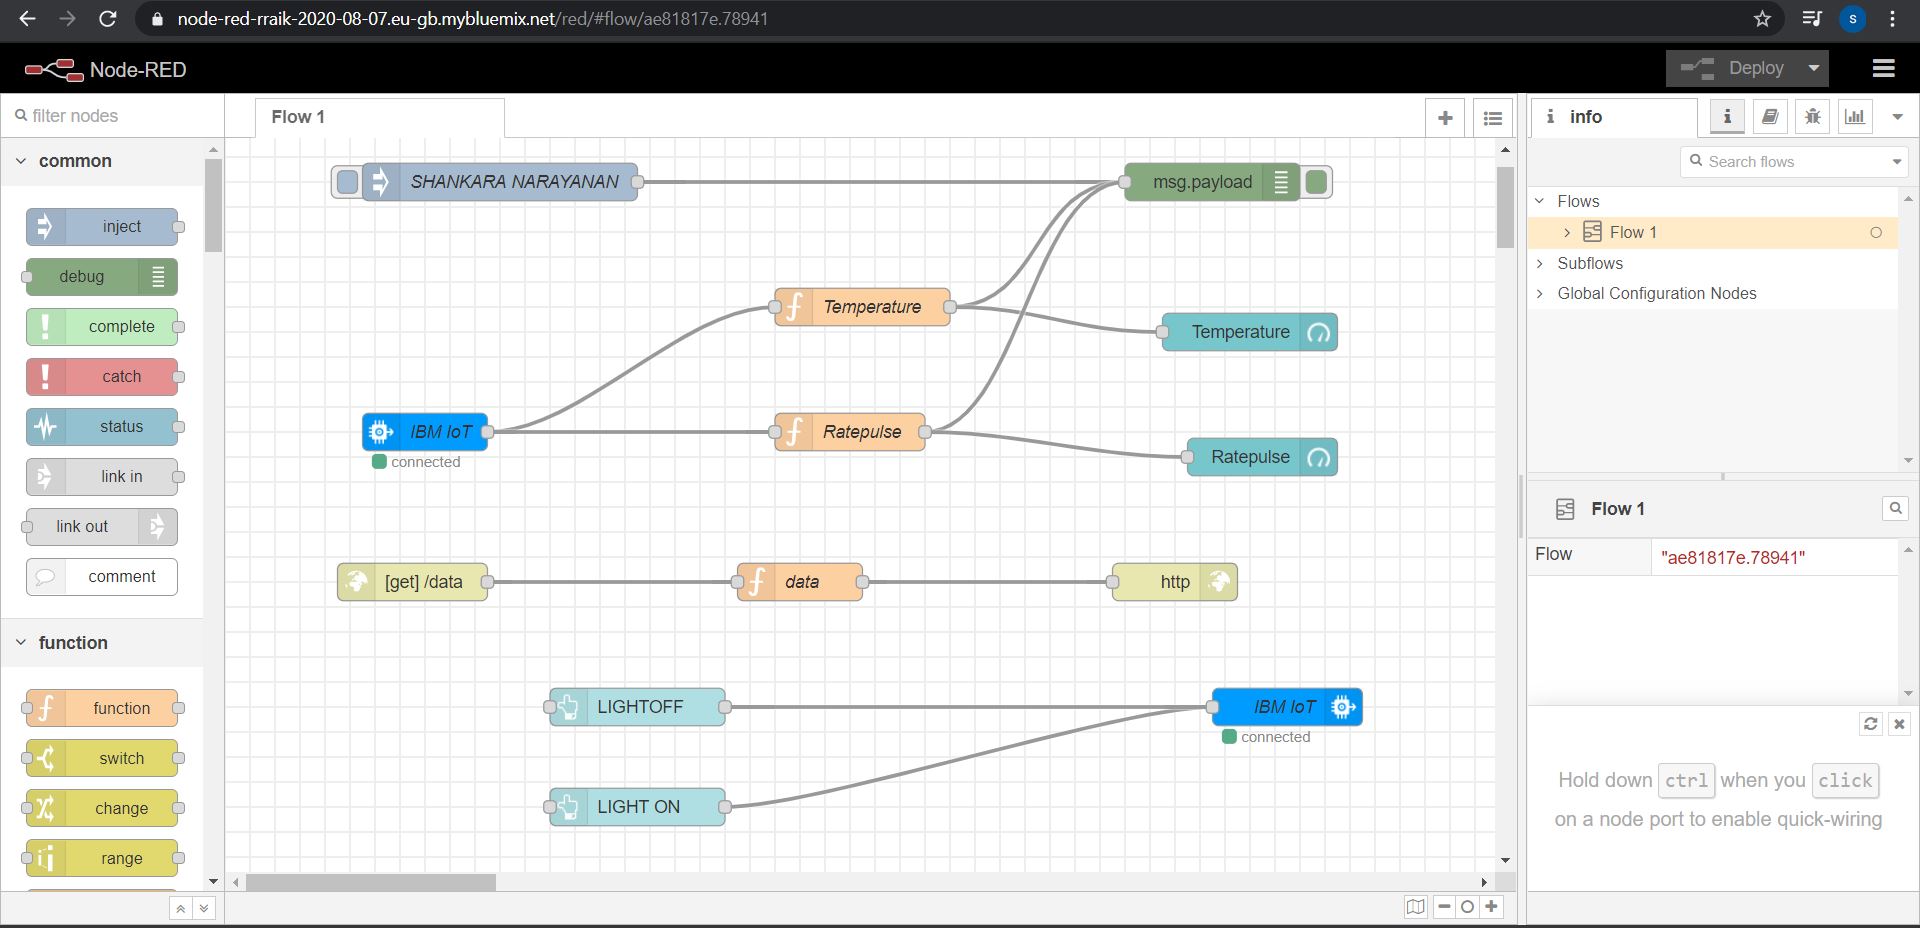 node-red-rraik-2020-08-07.eu-gb.mybluemix.net/red/#flow/ae81817e.78941
S
Node-RED
Deploy
filter nodes
Flow 1
i info
i
common
inject
debug
complete
catch
status
link in
link out
comment
function
function
switch
change
range
SHANKARA NARAYANAN
msg.payload
Temperature
Temperature
IBM IoT
connected
Ratepulse
Ratepulse
[get] /data
data
http
LIGHTOFF
IBM IoT
connected
LIGHT ON
Search flows
Flows
Flow 1
Subflows
Global Configuration Nodes
Flow 1
Flow "ae81817e.78941"
Hold down ctrl when you click
on a node port to enable quick-wiring